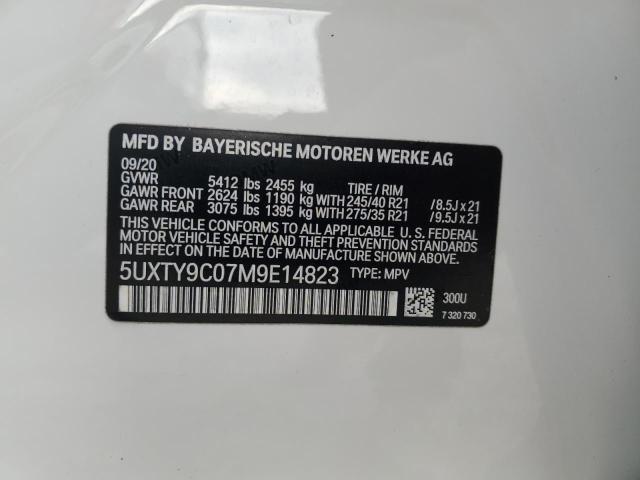 MFD BY BAYERISCHE MOTOREN WERKE AG
09/20
GVWR 5412 lbs 2455 kg TIRE / RIM
GAWR FRONT 2624 lbs 1190 kg WITH 245/40 R21 /8.5J x 21
GAWR REAR 3075 lbs 1395 kg WITH 275/35 R21 /9.5J x 21
THIS VEHICLE CONFORMS TO ALL APPLICABLE U. S. FEDERAL
MOTOR VEHICLE SAFETY, BUMPER, AND THEFT PREVENTION
STANDARDS IN EFFECT ON THE DATE OF MANUFACTURE SHOWN ABOVE.
5UXTY9C07M9E14823 TYPE: MPV
300U
7 320 730